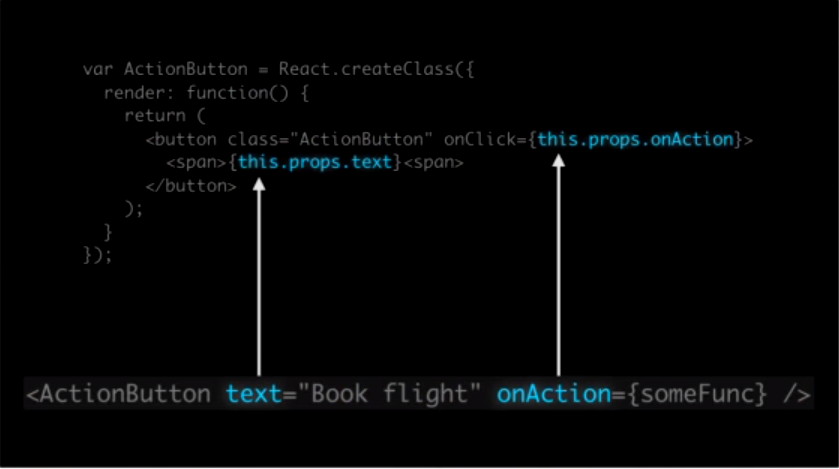 var ActionButton = React.createClass({
render: function() {
return (
<button class="ActionButton" onClick={this.props.onAction}>
<span>{this.props.text}<span>
</button>
);
}
});
<ActionButton text="Book flight" onAction={someFunc} />